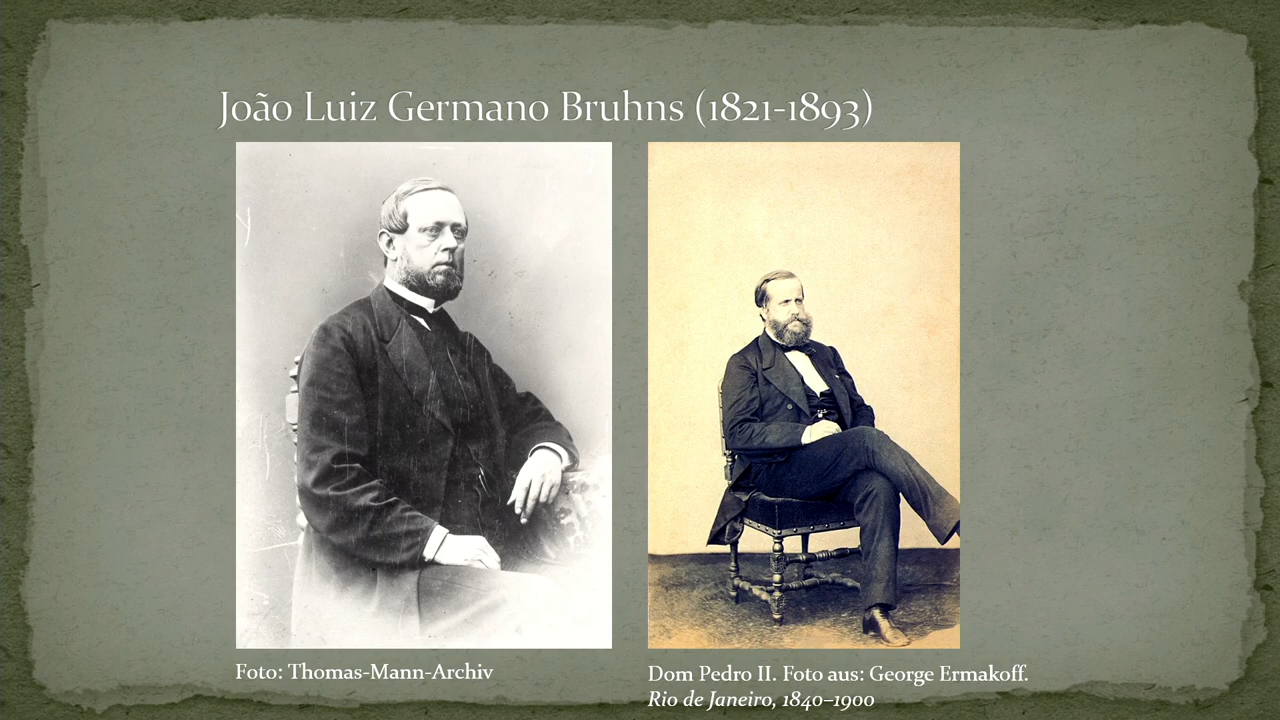 João Luiz Germano Bruhns (1821-1893)
Foto: Thomas-Mann-Archiv
Dom Pedro II. Foto aus: George Ermakoff.
Rio de Janeiro, 1840–1900